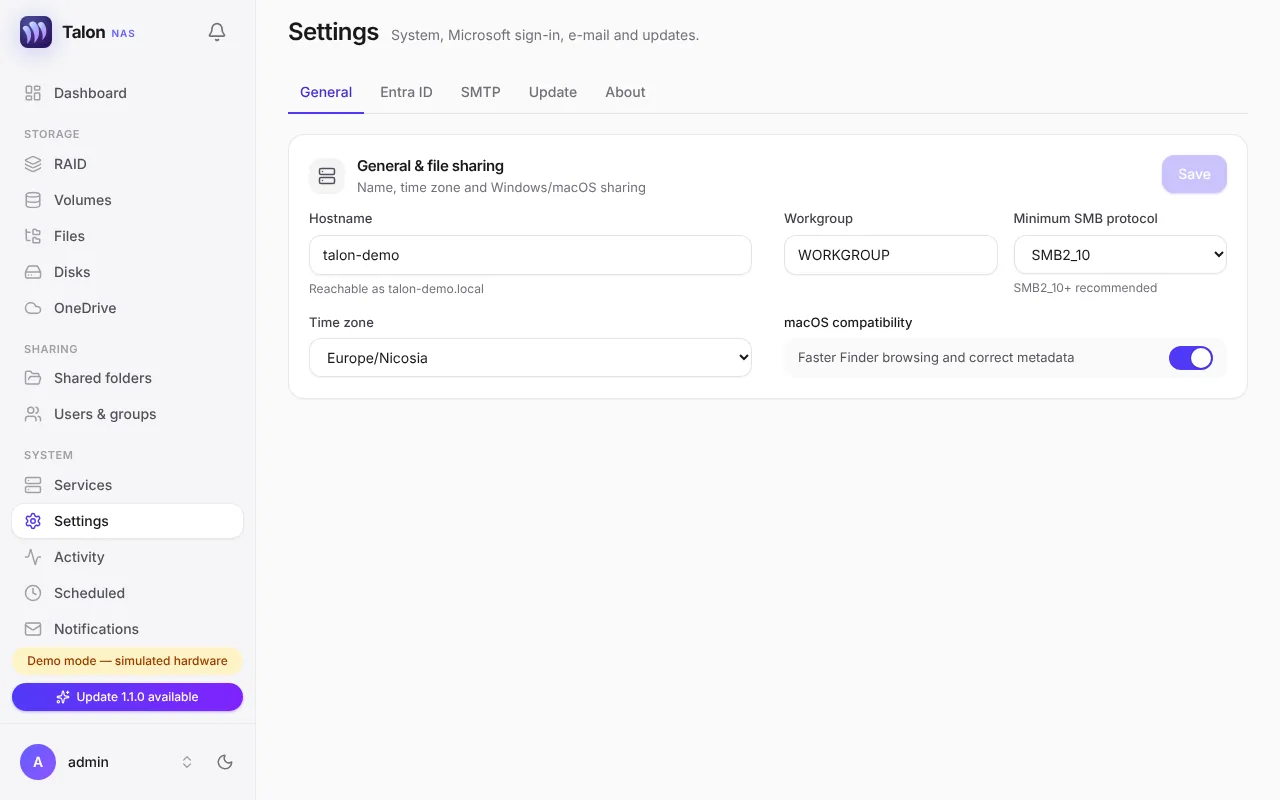 Talon NAS
Dashboard
STORAGE
RAID
Volumes
Files
Disks
OneDrive
SHARING
Shared folders
Users & groups
SYSTEM
Services
Settings
Activity
Scheduled
Notifications
Demo mode — simulated hardware
Update 1.1.0 available
A admin
Settings System, Microsoft sign-in, e-mail and updates.
General Entra ID SMTP Update About
General & file sharing
Name, time zone and Windows/macOS sharing
Save
Hostname
talon-demo
Reachable as talon-demo.local
Workgroup
WORKGROUP
Minimum SMB protocol
SMB2_10
SMB2_10+ recommended
Time zone
Europe/Nicosia
macOS compatibility
Faster Finder browsing and correct metadata